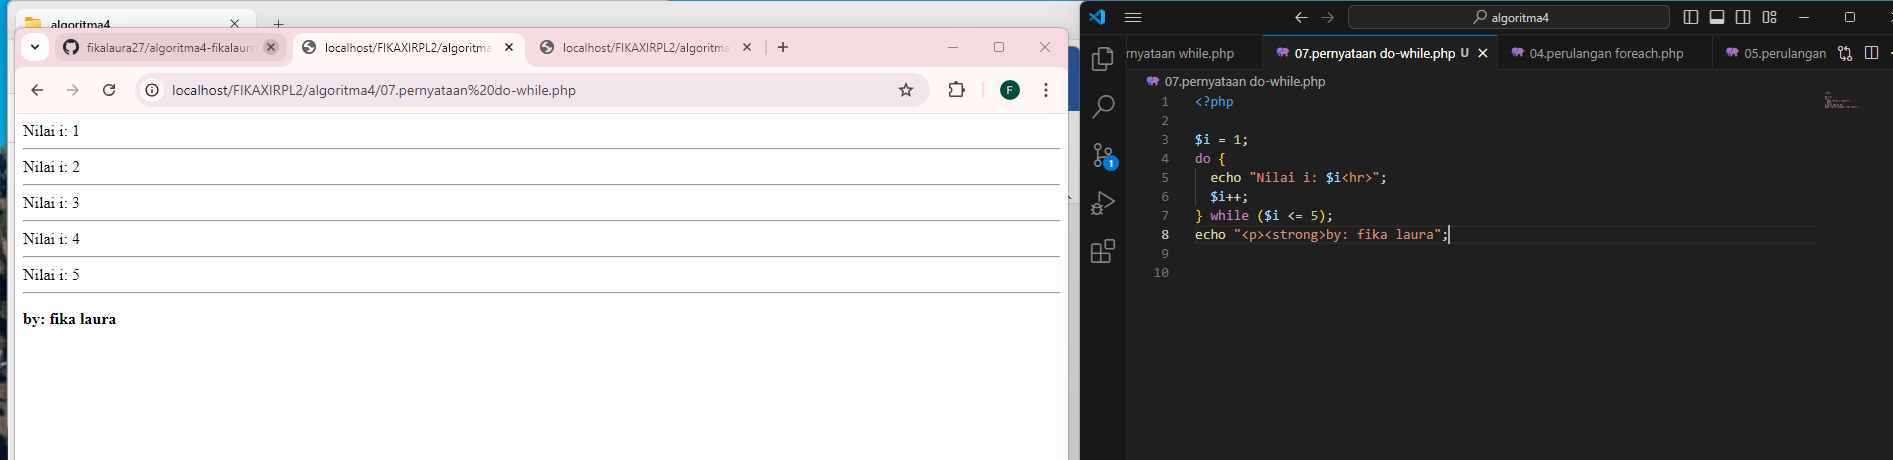 algoritma4
fikalaura27/algoritma4-fikalaura
localhost/FIKAXIRPL2/algoritma
localhost/FIKAXIRPL2/algoritma
localhost/FIKAXIRPL2/algoritma4/07.pernyataan%20do-while.php
F
Nilai i: 1
Nilai i: 2
Nilai i: 3
Nilai i: 4
Nilai i: 5
by: fika laura
algoritma4
rnyataan while.php
07.pernyataan do-while.php U
04.perulangan foreach.php
05.perulangan
07.pernyataan do-while.php
1
1 <?php
2
3 $i = 1;
4 do {
5 echo "Nilai i: $i<hr>";
6 $i++;
7 } while ($i <= 5);
8 echo "<p><strong>by: fika laura";
9
10